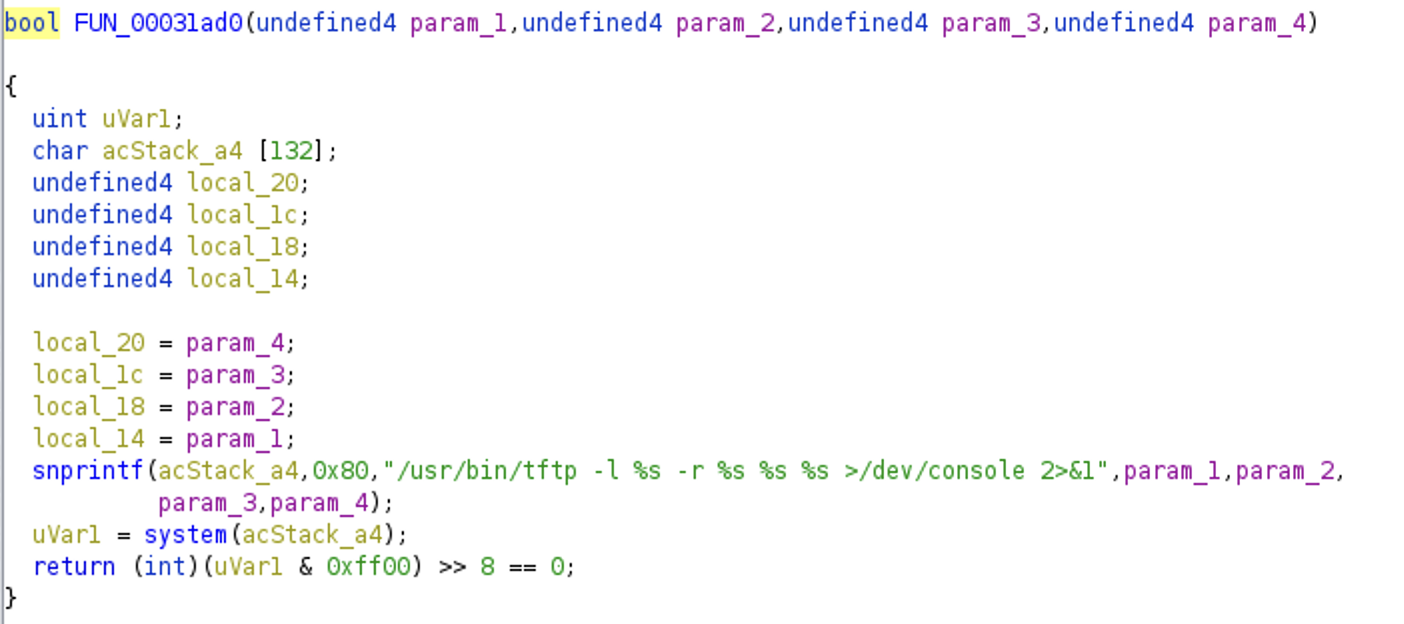 bool FUN_00031ad0(undefined4 param_1,undefined4 param_2,undefined4 param_3,undefined4 param_4)
{
uint uVar1;
char acStack_a4 [132];
undefined4 local_20;
undefined4 local_1c;
undefined4 local_18;
undefined4 local_14;
local_20 = param_4;
local_1c = param_3;
local_18 = param_2;
local_14 = param_1;
snprintf(acStack_a4,0x80,"/usr/bin/tftp -l %s -r %s %s %s >/dev/console 2>&1",param_1,param_2,
param_3,param_4);
uVar1 = system(acStack_a4);
return (int)(uVar1 & 0xff00) >> 8 == 0;
}